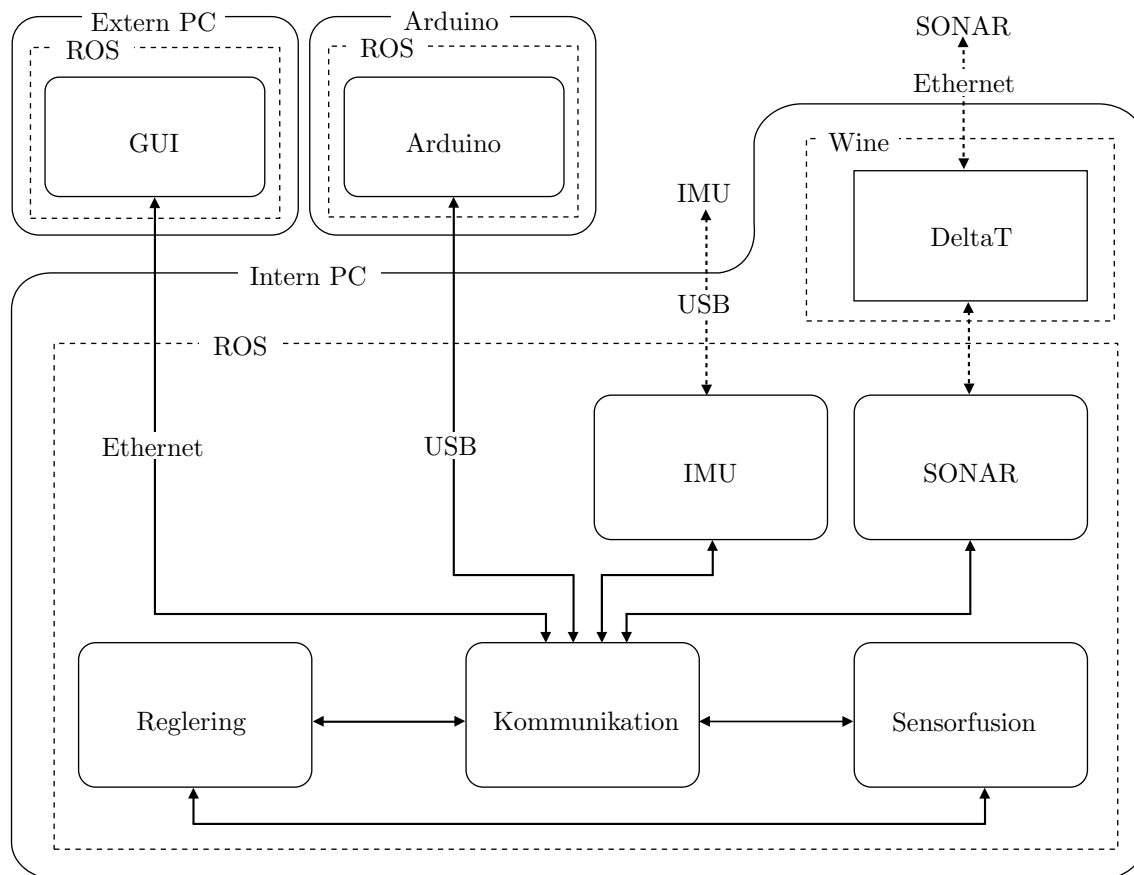 Extern PC
Arduino
SONAR
ROS
ROS
Ethernet
GUI
Arduino
Wine
IMU
DeltaT
Intern PC
USB
ROS
Ethernet
USB
IMU
SONAR
Reglering
Kommunikation
Sensorfusion